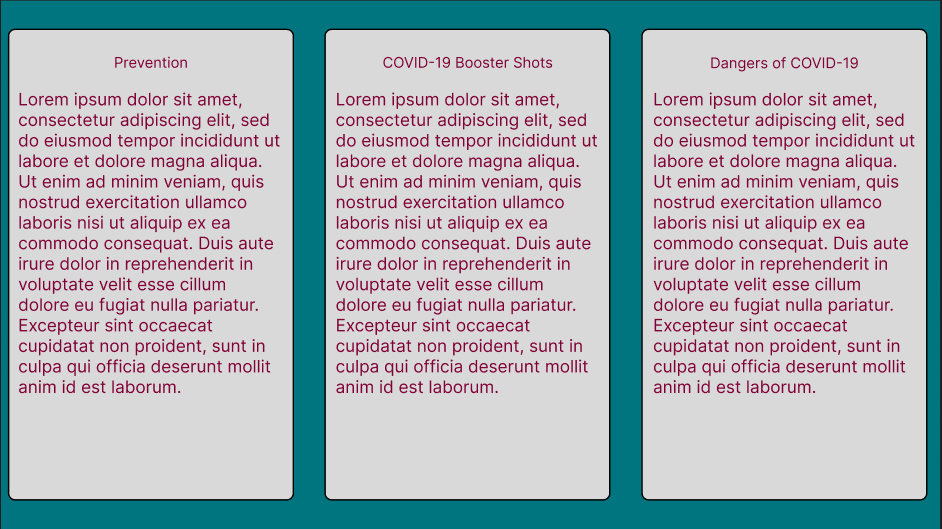 Prevention
Lorem ipsum dolor sit amet,
consectetur adipiscing elit, sed
do eiusmod tempor incididunt ut
labore et dolore magna aliqua.
Ut enim ad minim veniam, quis
nostrud exercitation ullamco
laboris nisi ut aliquip ex ea
commodo consequat. Duis aute
irure dolor in reprehenderit in
voluptate velit esse cillum
dolore eu fugiat nulla pariatur.
Excepteur sint occaecat
cupidatat non proident, sunt in
culpa qui officia deserunt mollit
anim id est laborum.
COVID-19 Booster Shots
Lorem ipsum dolor sit amet,
consectetur adipiscing elit, sed
do eiusmod tempor incididunt ut
labore et dolore magna aliqua.
Ut enim ad minim veniam, quis
nostrud exercitation ullamco
laboris nisi ut aliquip ex ea
commodo consequat. Duis aute
irure dolor in reprehenderit in
voluptate velit esse cillum
dolore eu fugiat nulla pariatur.
Excepteur sint occaecat
cupidatat non proident, sunt in
culpa qui officia deserunt mollit
anim id est laborum.
Dangers of COVID-19
Lorem ipsum dolor sit amet,
consectetur adipiscing elit, sed
do eiusmod tempor incididunt ut
labore et dolore magna aliqua.
Ut enim ad minim veniam, quis
nostrud exercitation ullamco
laboris nisi ut aliquip ex ea
commodo consequat. Duis aute
irure dolor in reprehenderit in
voluptate velit esse cillum
dolore eu fugiat nulla pariatur.
Excepteur sint occaecat
cupidatat non proident, sunt in
culpa qui officia deserunt mollit
anim id est laborum.